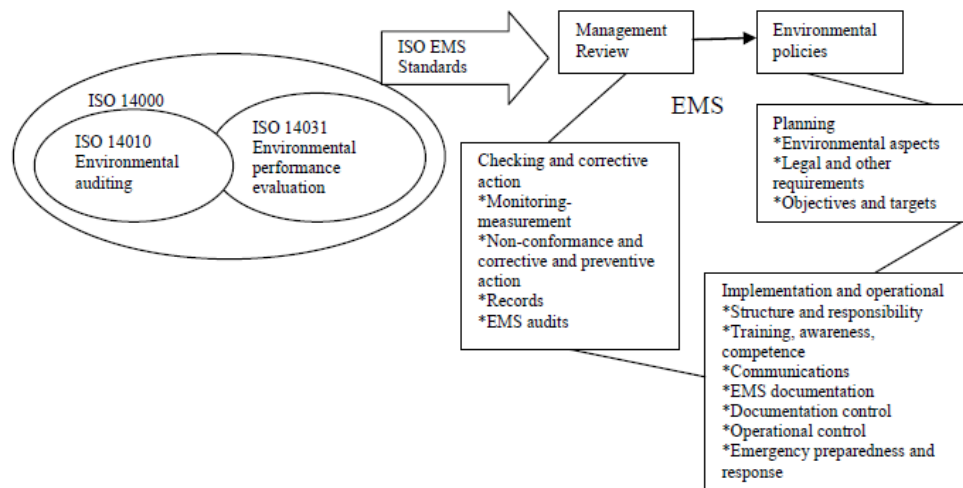 ISO 14000
ISO 14010
Environmental
auditing
ISO 14031
Environmental
performance
evaluation
ISO EMS
Standards
Management
Review
Environmental
policies
EMS
Planning
*Environmental aspects
*Legal and other
requirements
*Objectives and targets
Checking and corrective
action
*Monitoring-
measurement
*Non-conformance and
corrective and preventive
action
*Records
*EMS audits
Implementation and operational
*Structure and responsibility
*Training, awareness,
competence
*Communications
*EMS documentation
*Documentation control
*Operational control
*Emergency preparedness and
response